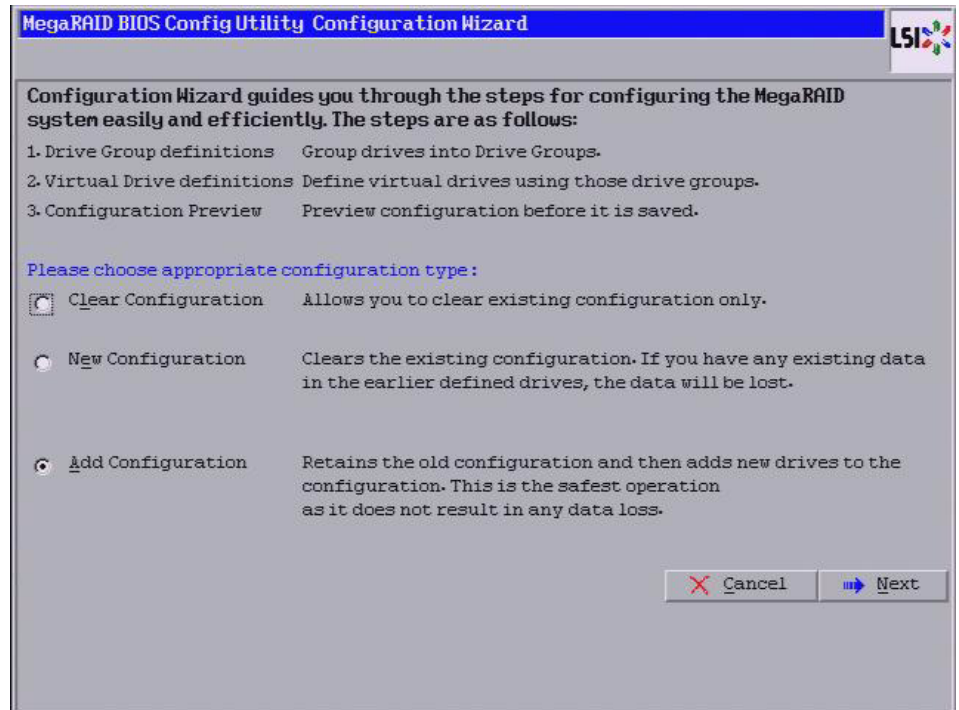 MegaRAID BIOS Config Utility Configuration Wizard
LSI
Configuration Wizard guides you through the steps for configuring the MegaRAID
system easily and efficiently. The steps are as follows:
1. Drive Group definitions Group drives into Drive Groups.
2. Virtual Drive definitions Define virtual drives using those drive groups.
3. Configuration Preview Preview configuration before it is saved.
Please choose appropriate configuration type:
Clear Configuration Allows you to clear existing configuration only.
New Configuration Clears the existing configuration. If you have any existing data
in the earlier defined drives, the data will be lost.
Add Configuration Retains the old configuration and then adds new drives to the
configuration. This is the safest operation
as it does not result in any data loss.
Cancel Next